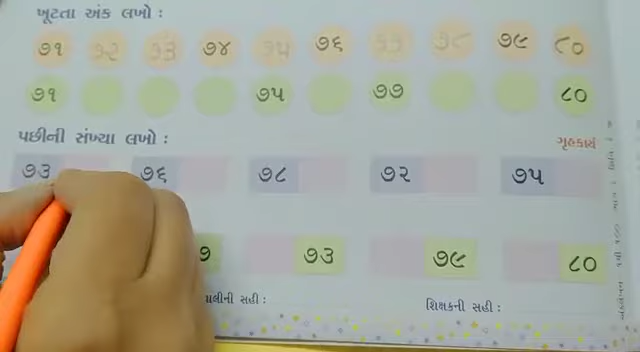 ખૂટતા અંક લખો :
૭૧ ૭૨ ૭૩ ૭૪ ૭૫ ૭૬ ૭૭ ૭૮ ૭૯ ૮૦
૭૧ ૭૫ ૭૭ ૮૦
પછીની સંખ્યા લખો :
ગૃહકાર્ય
૭૩ ૭૬ ૭૮ ૭૨ ૭૫
૭૩ ૭૯ ૮૦
સહી :
શિક્ષકની સહી :